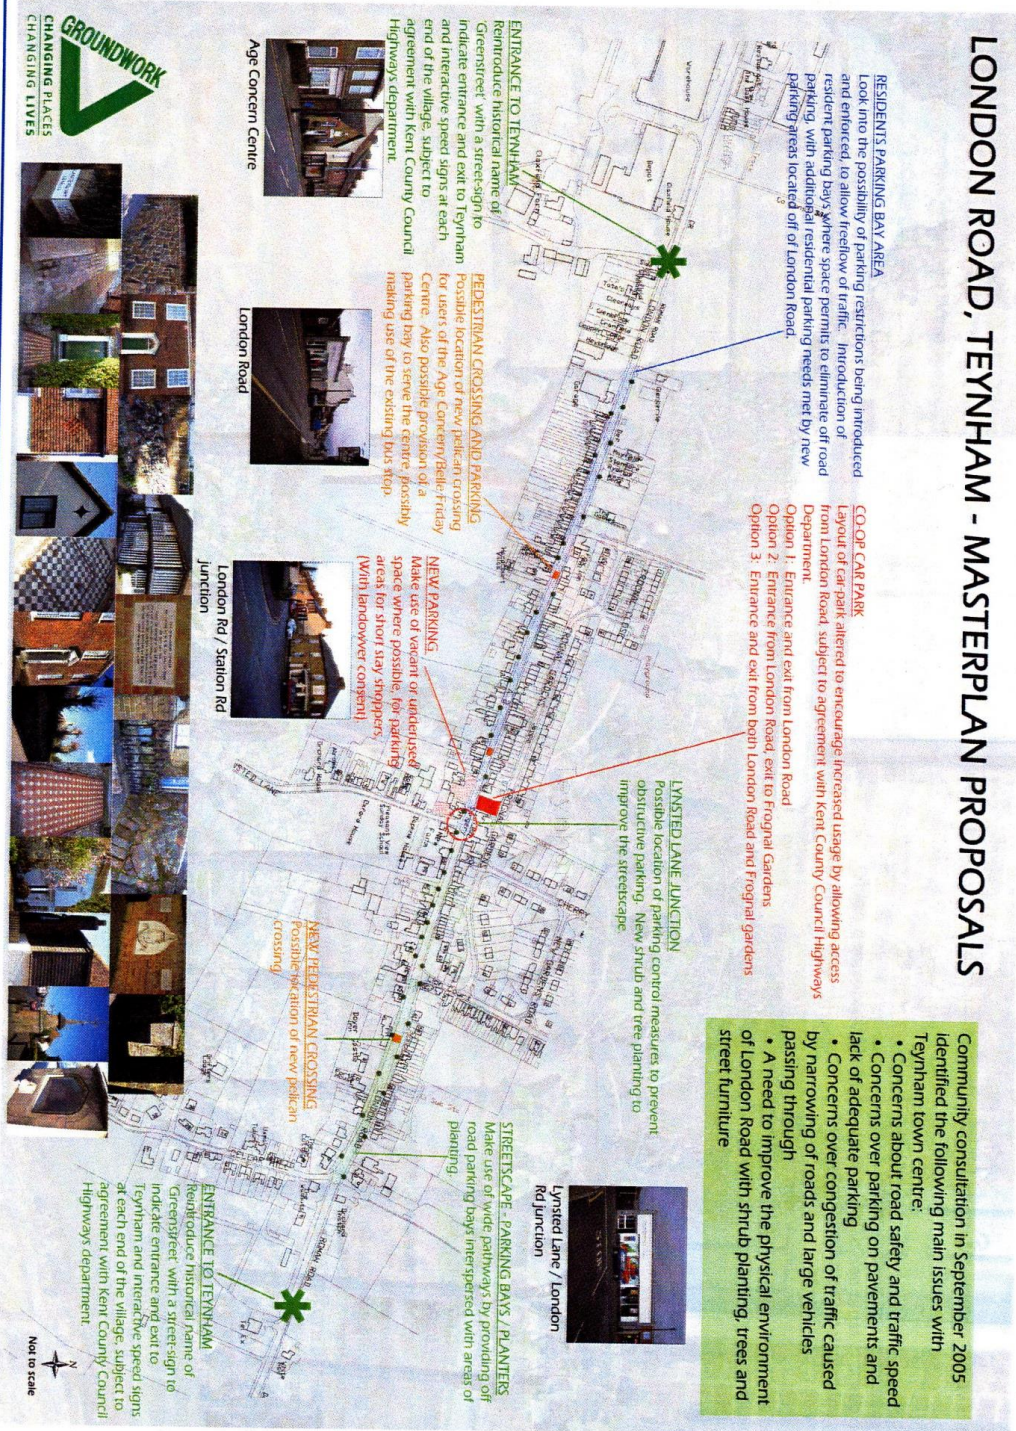 LONDON ROAD, TEYNHAM - MASTERPLAN PROPOSALS
RESIDENTS PARKING BAY AREA
Look into the possibility of parking restrictions being introduced
and enforced, to allow freeflow of traffic. Introduction of
resident parking bays where space permits to eliminate off road
parking, with additional residential parking needs met by new
parking areas located off of London Road.
CO-OP CAR PARK
Layout of car-park altered to encourage increased usage by allowing access
from London Road, subject to agreement with Kent County Council Highways
Department.
Option 1: Entrance and exit from London Road
Option 2: Entrance from London Road, exit to Frognal Gardens
Option 3: Entrance and exit from both London Road and Frognal gardens
Community consultation in September 2005
identified the following main issues with
Teynham town centre:
• Concerns about road safety and traffic speed
• Concerns over parking on pavements and
lack of adequate parking
• Concerns over congestion of traffic caused
by narrowing of roads and large vehicles
passing through
• A need to improve the physical environment
of London Road with shrub planting, trees and
street furniture
LYNSTED LANE JUNCTION
Possible location of parking control measures to prevent
obstructive parking. New shrub and tree planting to
improve the streetscape
Lynsted Lane / London
Rd junction
ENTRANCE TO TEYNHAM
Reintroduce historical name of
'Greenstreet' with a street-sign to
indicate entrance and exit to Teynham
and interactive speed signs at each
end of the village, subject to
agreement with Kent County Council
Highways department.
PEDESTRIAN CROSSING AND PARKING
Possible location of new pelican crossing
for users of the Age Concern/Belle Friday
Centre. Also possible provision of a
parking bay to serve the centre, possibly
making use of the existing bus stop.
NEW PARKING
Make use of vacant or underused
space where possible, for parking
areas for short stay shoppers.
(With landowner consent).
NEW PEDESTRIAN CROSSING
Possible location of new pelican
crossing.
STREETSCAPE - PARKING BAYS / PLANTERS
Make use of wide pathways by providing off
road parking bays interspersed with areas of
planting.
ENTRANCE TO TEYNHAM
Reintroduce historical name of
'Greenstreet' with a street-sign to
indicate entrance and exit to
Teynham and interactive speed signs
at each end of the village, subject to
agreement with Kent County Council
Highways department.
Age Concern Centre
London Road
London Rd / Station Rd
junction
Warehouse
Depot
Claxfield House
Garage
CHERRY
GARDENS
LYNSTED LANE
ROMAN ROAD
N
Not to scale
GROUNDWORK
CHANGING PLACES
CHANGING LIVES